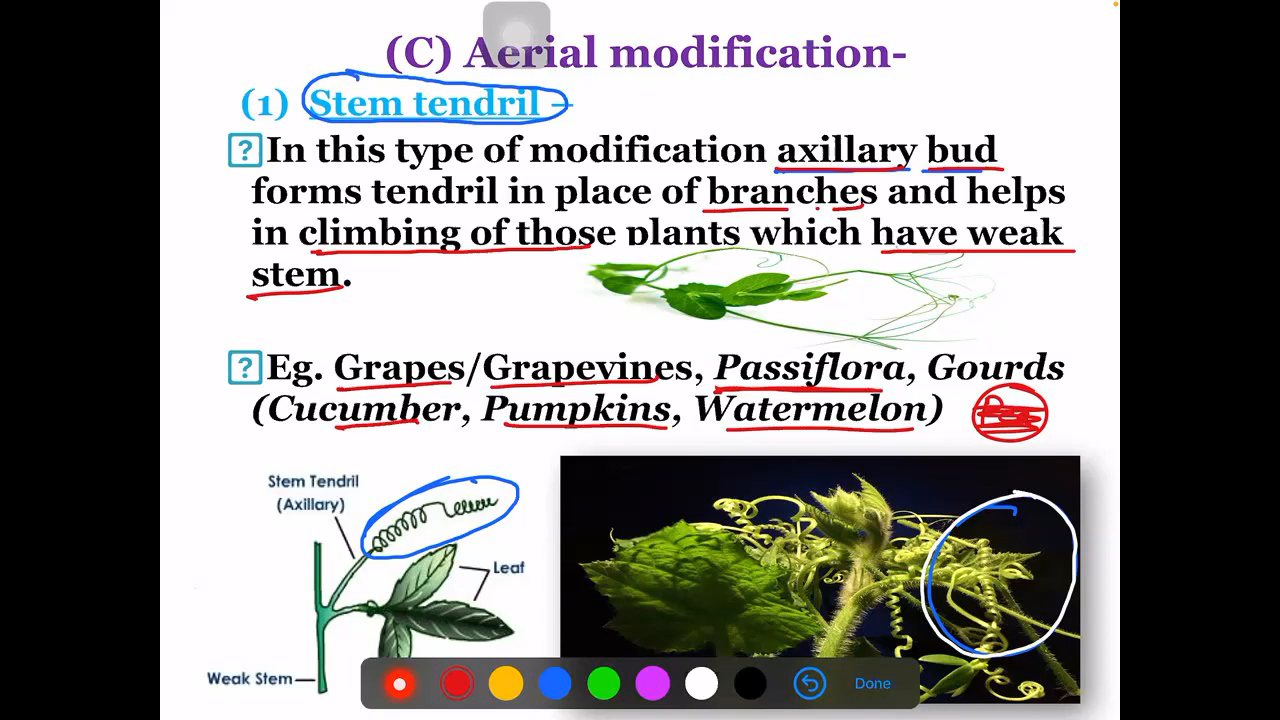 (C) Aerial modification-
(1) Stem tendril –
? In this type of modification axillary bud
forms tendril in place of branches and helps
in climbing of those plants which have weak
stem.
? Eg. Grapes/Grapevines, Passiflora, Gourds
(Cucumber, Pumpkins, Watermelon)
Stem Tendril
(Axillary)
Leaf
Weak Stem
Done